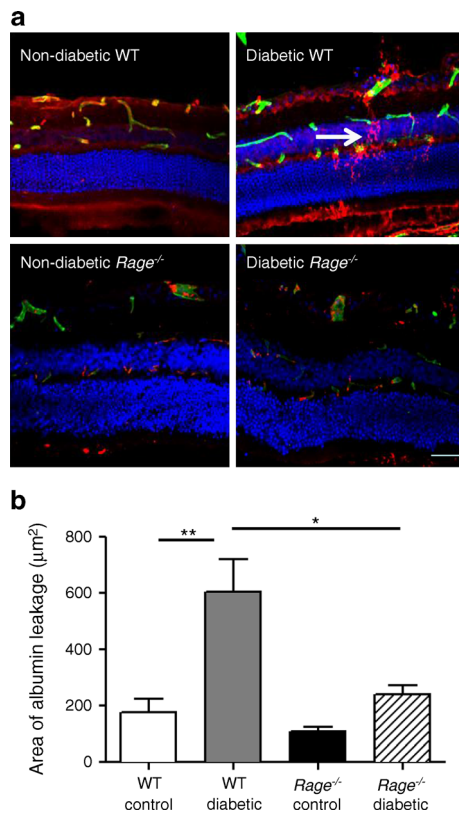 a
Non-diabetic WT
Diabetic WT
Non-diabetic Rage-/-
Diabetic Rage-/-
b
Area of albumin leakage (µm²)
800
600
400
200
0
**
*
WT control
WT diabetic
Rage-/- control
Rage-/- diabetic